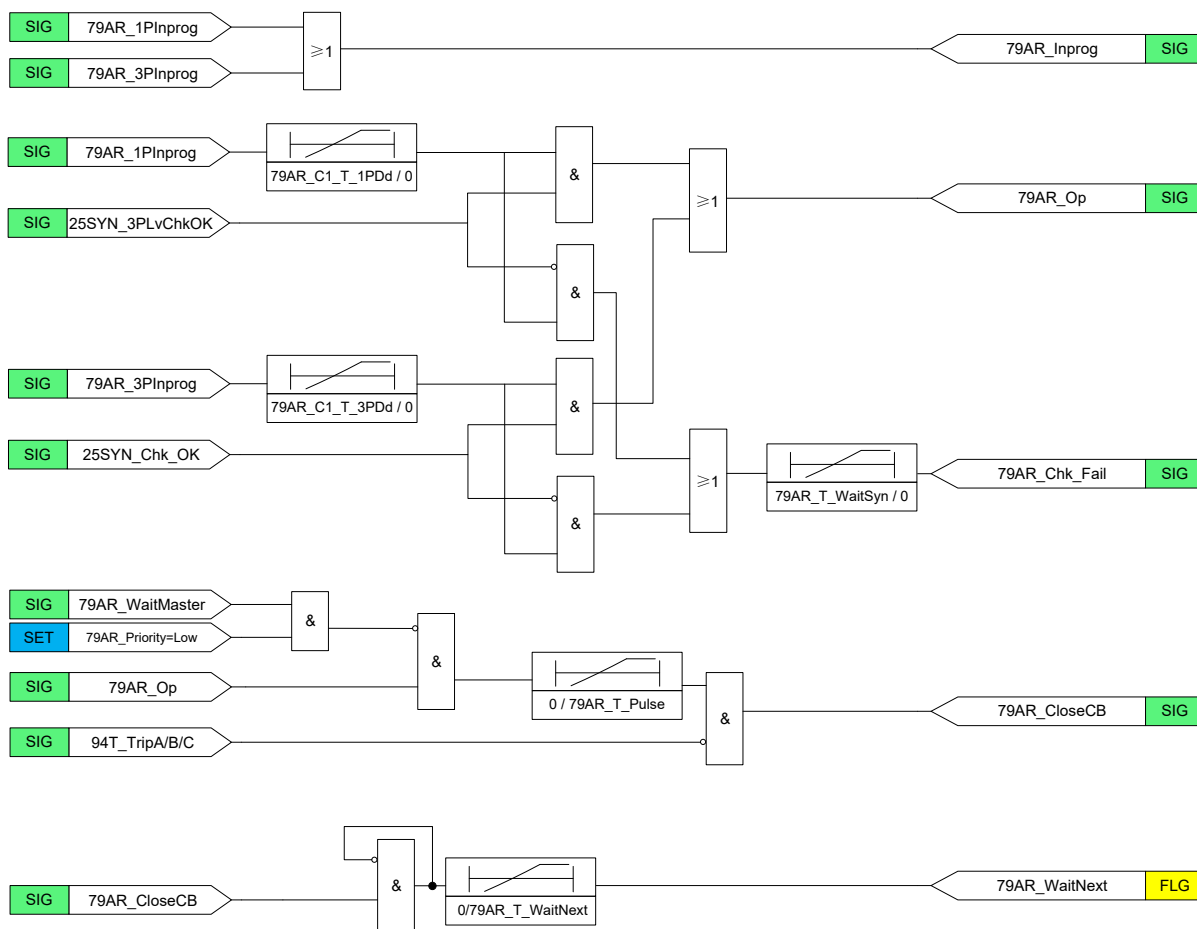 SIG 79AR_1PInprog
SIG 79AR_3PInprog
≥1
79AR_Inprog SIG
SIG 79AR_1PInprog
79AR_C1_T_1PDd / 0
SIG 25SYN_3PLvChkOK
&
&
≥1
79AR_Op SIG
SIG 79AR_3PInprog
79AR_C1_T_3PDd / 0
SIG 25SYN_Chk_OK
&
&
≥1
79AR_T_WaitSyn / 0
79AR_Chk_Fail SIG
SIG 79AR_WaitMaster
SET 79AR_Priority=Low
&
SIG 79AR_Op
&
0 / 79AR_T_Pulse
SIG 94T_TripA/B/C
&
79AR_CloseCB SIG
SIG 79AR_CloseCB
&
0/79AR_T_WaitNext
79AR_WaitNext FLG